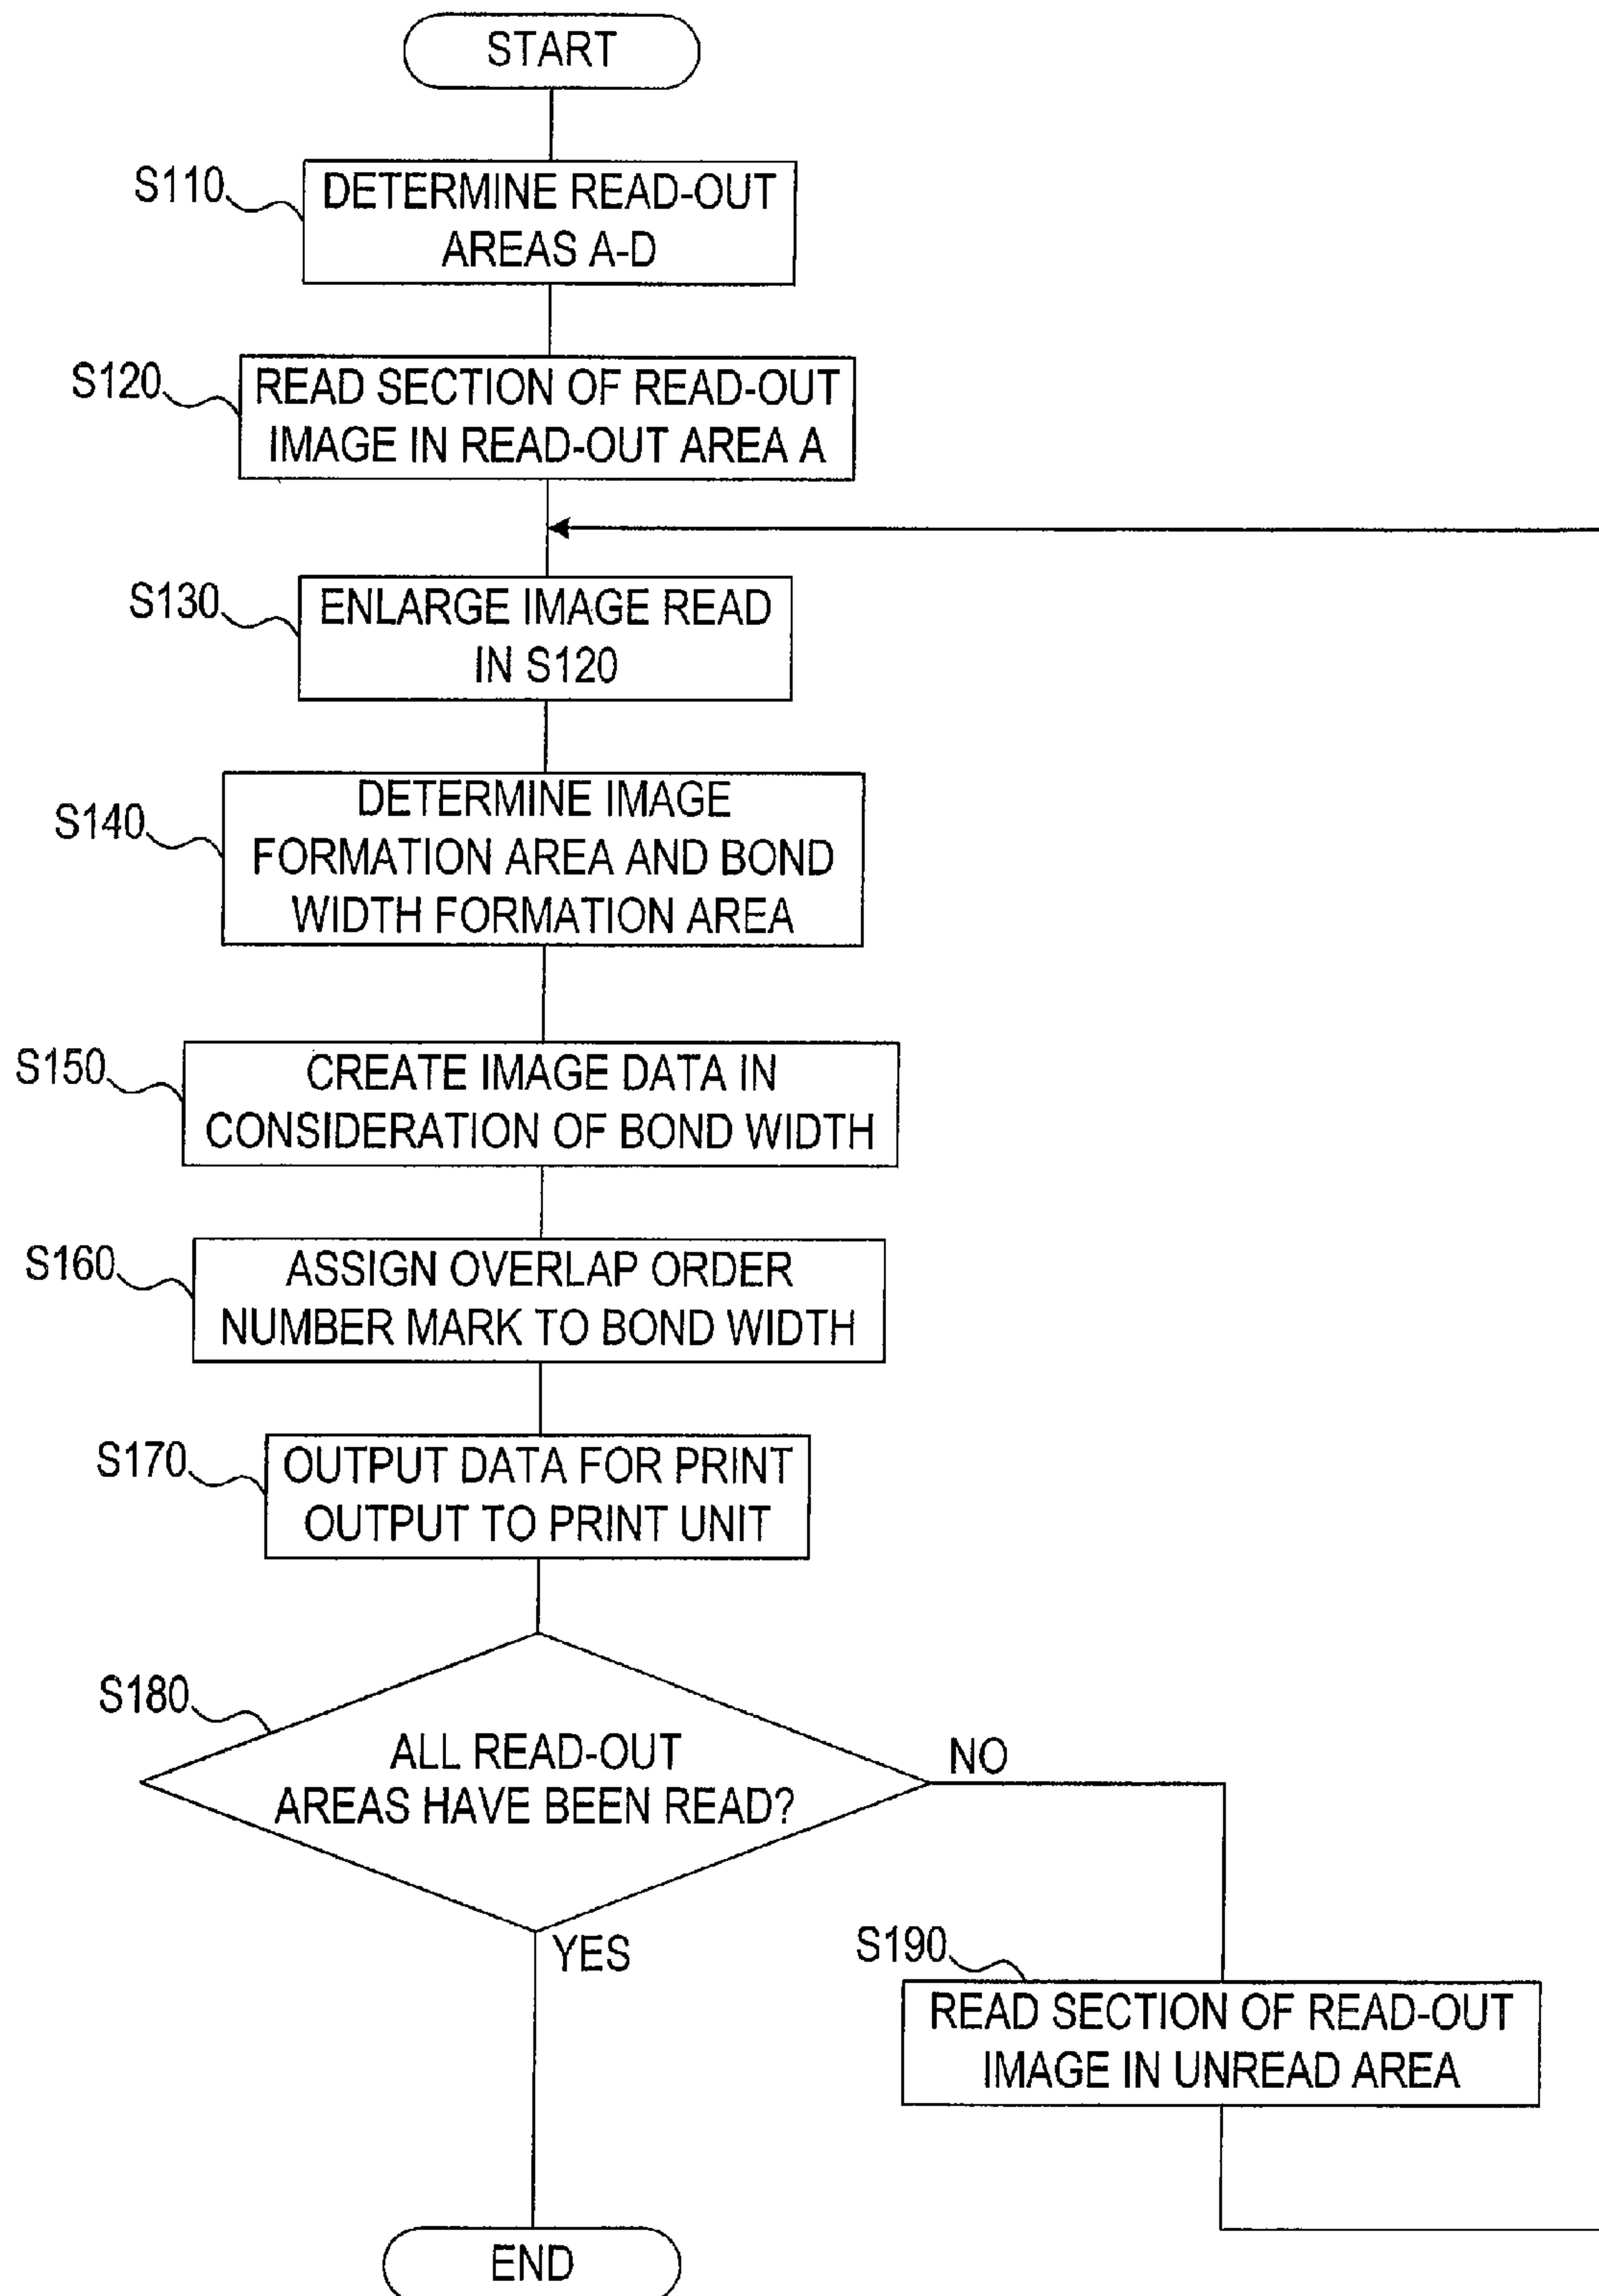 START
S110
DETERMINE READ-OUT
AREAS A-D
S120
READ SECTION OF READ-OUT
IMAGE IN READ-OUT AREA A
S130
ENLARGE IMAGE READ
IN S120
S140
DETERMINE IMAGE
FORMATION AREA AND BOND
WIDTH FORMATION AREA
S150
CREATE IMAGE DATA IN
CONSIDERATION OF BOND WIDTH
S160
ASSIGN OVERLAP ORDER
NUMBER MARK TO BOND WIDTH
S170
OUTPUT DATA FOR PRINT
OUTPUT TO PRINT UNIT
S180
ALL READ-OUT
AREAS HAVE BEEN READ?
NO
YES
S190
READ SECTION OF READ-OUT
IMAGE IN UNREAD AREA
END